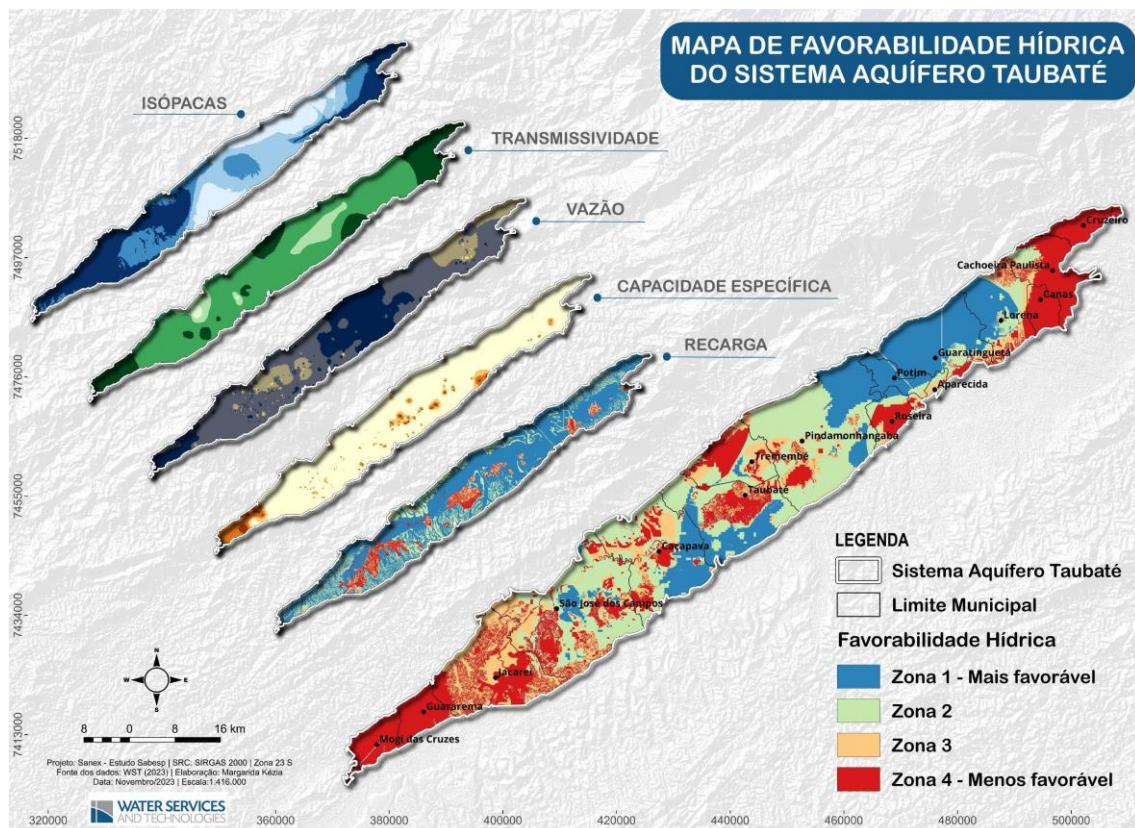 MAPA DE FAVORABILIDADE HÍDRICA
DO SISTEMA AQUÍFERO TAUBATÉ
ISÓPACAS
TRANSMISSIVIDADE
VAZÃO
CAPACIDADE ESPECÍFICA
RECARGA
7518000
7497000
7476000
7455000
7434000
7413000
Cruzeiro
Cachoeira Paulista
Canas
Lorena
Guaratinguetá
Potim
Aparecida
Roseira
Pindamonhangaba
Tremembé
Taubaté
Caçapava
São José dos Campos
Jacareí
Guararema
Mogi das Cruzes
LEGENDA
Sistema Aquífero Taubaté
Limite Municipal
Favorabilidade Hídrica
Zona 1 - Mais favorável
Zona 2
Zona 3
Zona 4 - Menos favorável
N
W E
S
8 0 8 16 km
Projeto: Sanex - Estudo Sabesp | SRC: SIRGAS 2000 | Zona 23 S
Fonte dos dados: WST (2023) | Elaboração: Margarida Kézia
Data: Novembro/2023 | Escala:1:416.000
WATER SERVICES
AND TECHNOLOGIES
320000 360000 380000 400000 420000 440000 460000 480000 500000